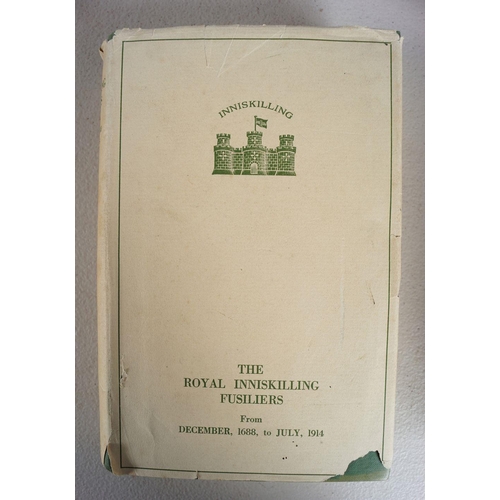 INNISKILLING
THE
ROYAL INNISKILLING
FUSILIERS
From
DECEMBER, 1688, to JULY, 1914